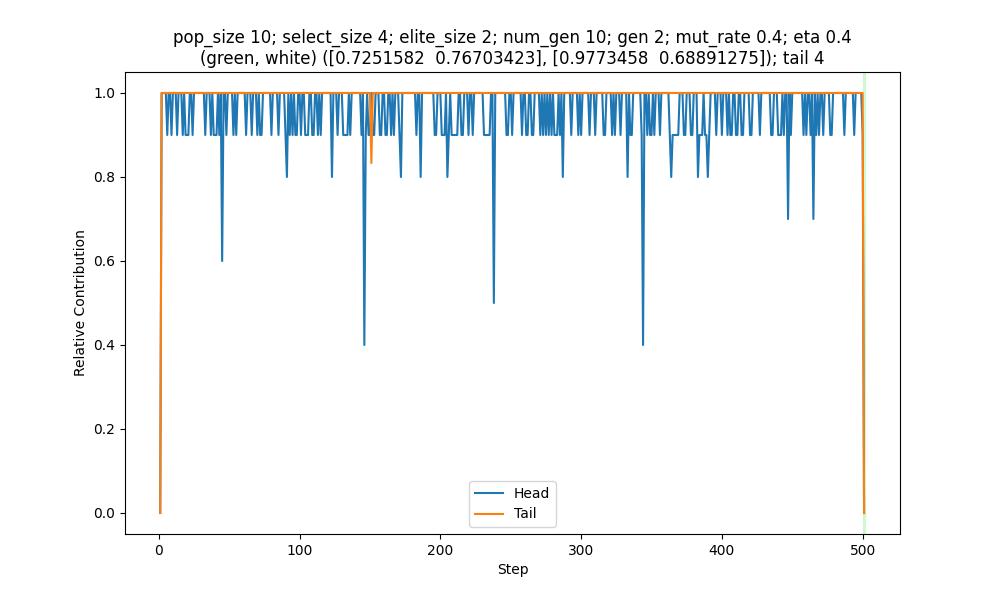 pop_size 10; select_size 4; elite_size 2; num_gen 10; gen 2; mut_rate 0.4; eta 0.4
(green, white) ([0.7251582  0.76703423], [0.9773458  0.68891275]); tail 4
1.0
0.8
0.6
0.4
0.2
0.0
Relative Contribution
Head
Tail
0
100
200
300
400
500
Step